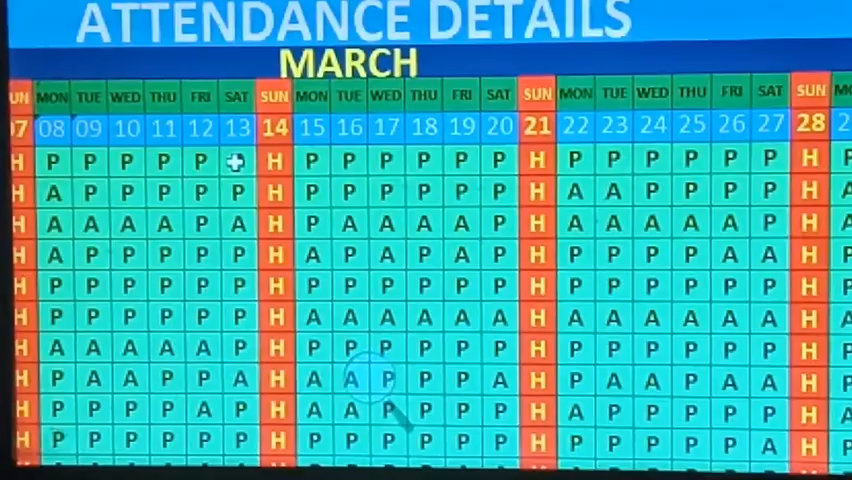 ATTENDANCE DETAILS
MARCH
UN MON TUE WED THU FRI SAT SUN MON TUE WED THU FRI SAT SUN MON TUE WED THU FRI SAT SUN
07 08 09 10 11 12 13 14 15 16 17 18 19 20 21 22 23 24 25 26 27 28 2
H P P P P P H P P P P P P H P P P P P P H P
H A P P P P P H P P P P P P H A A P P P P H A
H A A A A P A H P A A A A P H A A A A A P H A
H A P P P P P H A P A P A P H P P P P A A H P
H P P P P P P H P P P P P P H P P P P P P H P
H P P P P P P H A A A A A A H A A A A A A H A
H A A A A A P H P P P P P P H P P P P P P H P
H P A A P P A H A A P P P A H P A A P A A H P
H P P P P A P H A A P P P P H A P P P P P H P
H P P P P P P H P P P P P P H P P P P P A H P